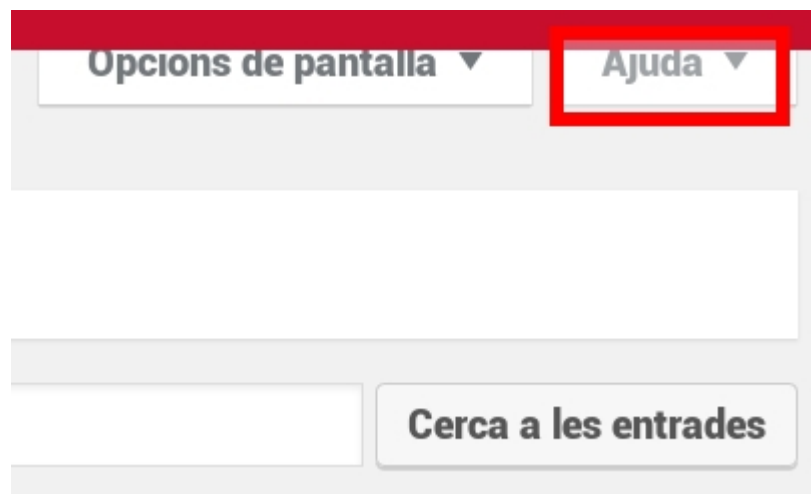 Opcions de pantalla ▼
Ajuda ▼
Cerca a les entrades